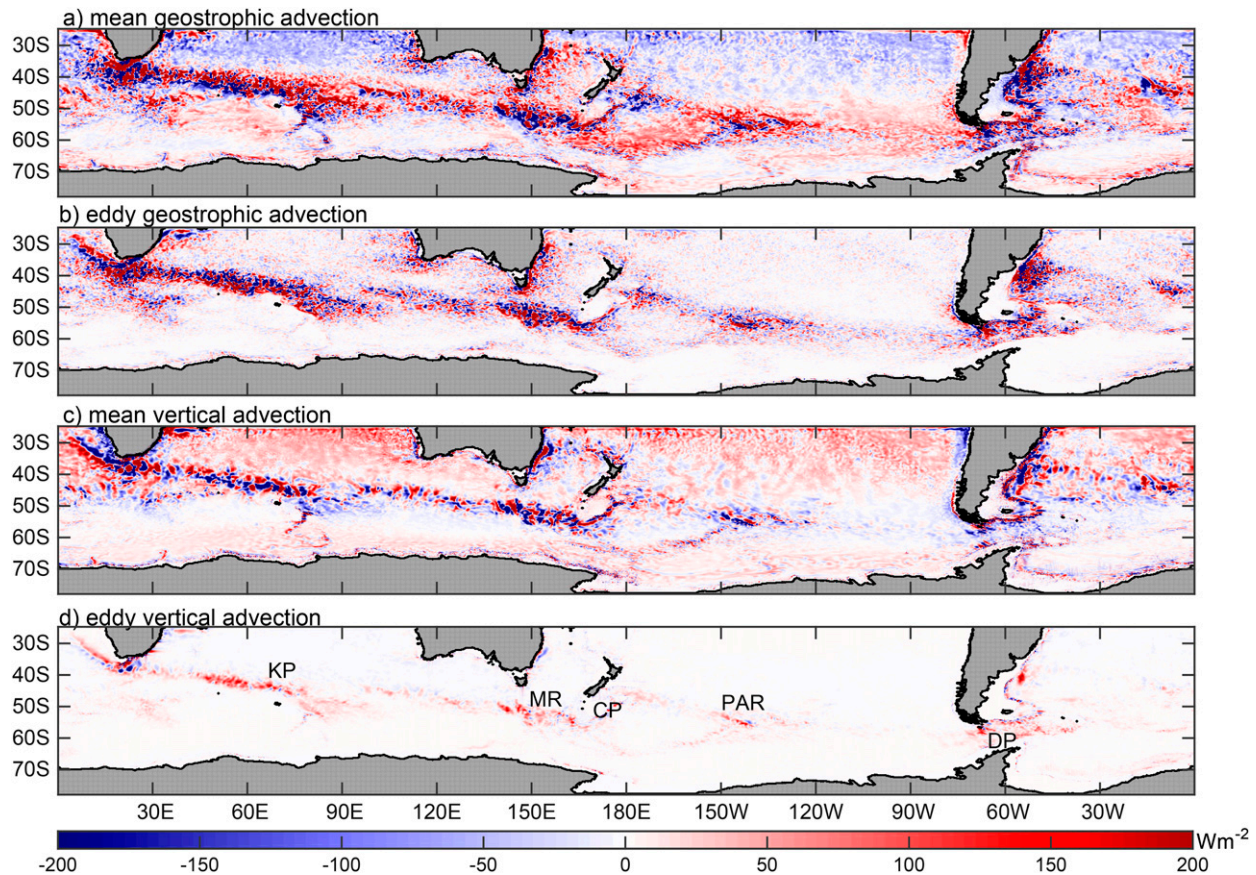 a) mean geostrophic advection
30S
40S
50S
60S
70S
b) eddy geostrophic advection
30S
40S
50S
60S
70S
c) mean vertical advection
30S
40S
50S
60S
70S
d) eddy vertical advection
30S
40S
50S
60S
70S
KP
MR
CP
PAR
DP
30E 60E 90E 120E 150E 180E 150W 120W 90W 60W 30W
Wm-2
-200 -150 -100 -50 0 50 100 150 200